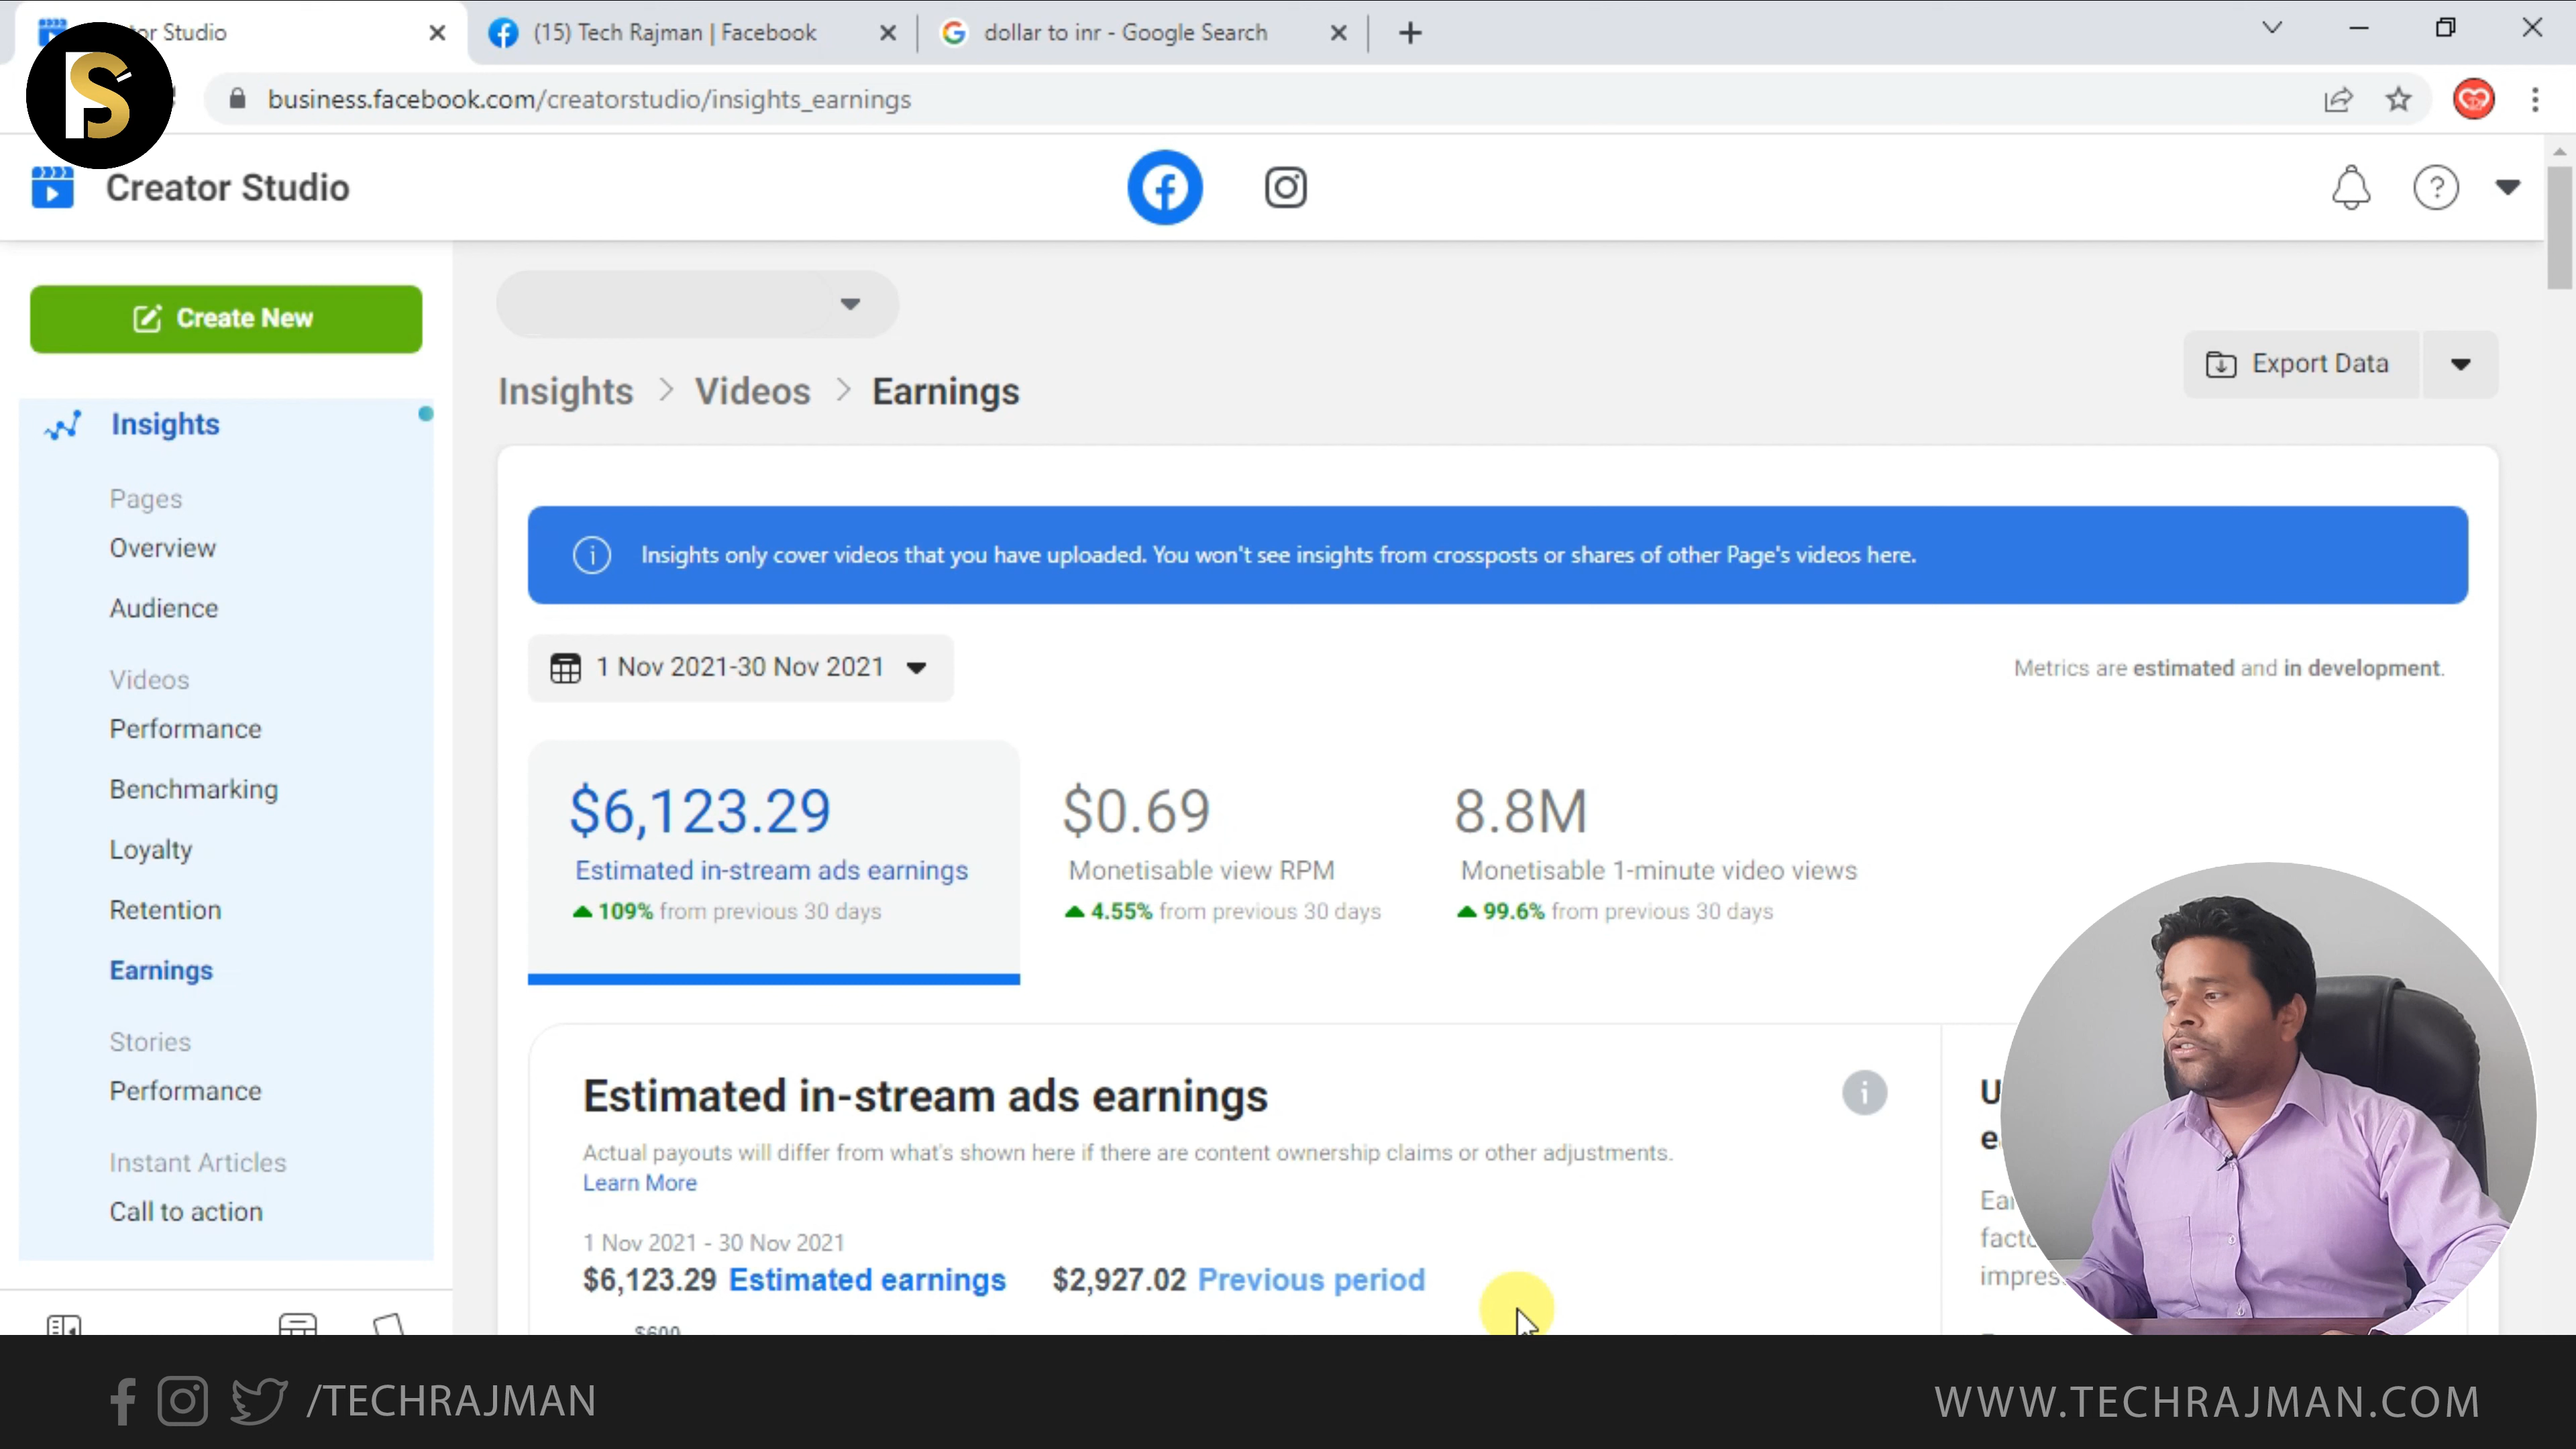 or Studio
(15) Tech Rajman | Facebook
dollar to inr - Google Search
business.facebook.com/creatorstudio/insights_earnings
Creator Studio
Create New
Insights
Pages
Overview
Audience
Videos
Performance
Benchmarking
Loyalty
Retention
Earnings
Stories
Performance
Instant Articles
Call to action
Insights > Videos > Earnings
Export Data
Insights only cover videos that you have uploaded. You won't see insights from crossposts or shares of other Page's videos here.
1 Nov 2021-30 Nov 2021
Metrics are estimated and in development.
$6,123.29
Estimated in-stream ads earnings
109% from previous 30 days
$0.69
Monetisable view RPM
4.55% from previous 30 days
8.8M
Monetisable 1-minute video views
99.6% from previous 30 days
Estimated in-stream ads earnings
Actual payouts will differ from what's shown here if there are content ownership claims or other adjustments.
Learn More
1 Nov 2021 - 30 Nov 2021
$6,123.29 Estimated earnings $2,927.02 Previous period
$600
/TECHRAJMAN
WWW.TECHRAJMAN.COM